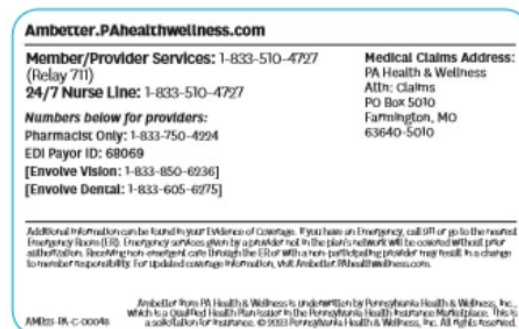 Ambetter.PAhealthwellness.com
Member/Provider Services: 1-833-510-4727
(Relay 711)
24/7 Nurse Line: 1-833-510-4727
Numbers below for providers:
Pharmacist Only: 1-833-750-4224
EDI Payor ID: 68069
[Envolve Vision: 1-833-850-6236]
[Envolve Dental: 1-833-605-6275]
Medical Claims Address:
PA Health & Wellness
Attn: Claims
PO Box 5010
Farmington, MO
63640-5010
Additional information can be found in your Evidence of Coverage. If you have an Emergency, call 911 or go to the nearest
Emergency Room (ER). Emergency services given by a provider not in the plan's network will be covered without prior
authorization. Receiving non-emergent care through the ER or with a non-participating provider may result in a change
to member responsibility. For updated coverage information, visit Ambetter.PAhealthwellness.com.
AMB23-PA-C-00048
Ambetter from PA Health & Wellness is underwritten by Pennsylvania Health & Wellness, Inc.,
which is a Qualified Health Plan issuer in the Pennsylvania Health Insurance Marketplace. This is
a solicitation for insurance. © 2023 Pennsylvania Health & Wellness, Inc. All rights reserved.